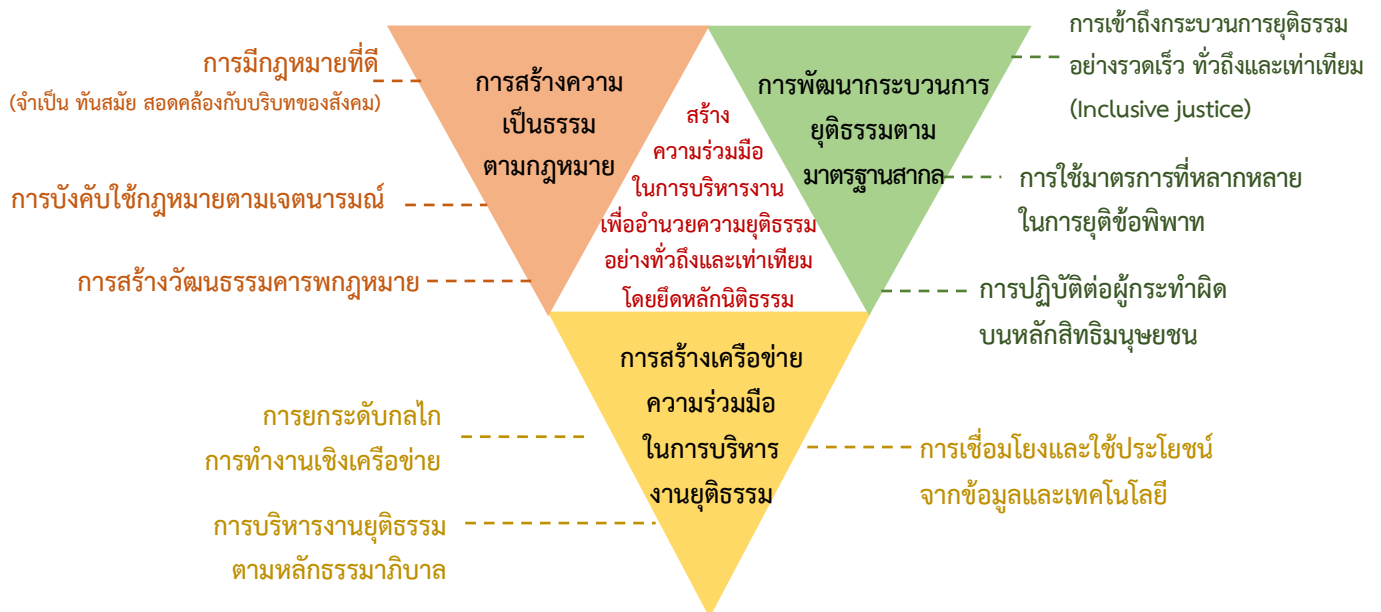 การมีกฎหมายที่ดี
(จำเป็น ทันสมัย สอดคล้องกับบริบทของสังคม)
การบังคับใช้กฎหมายตามเจตนารมณ์
การสร้างวัฒนธรรมคารพกฎหมาย
การสร้างความ
เป็นธรรม
ตามกฎหมาย
สร้าง
ความร่วมมือ
ในการบริหารงาน
เพื่ออำนวยความยุติธรรม
อย่างทั่วถึงและเท่าเทียม
โดยยึดหลักนิติธรรม
การพัฒนากระบวนการ
ยุติธรรมตาม
มาตรฐานสากล
การเข้าถึงกระบวนการยุติธรรม
อย่างรวดเร็ว ทั่วถึงและเท่าเทียม
(Inclusive justice)
การใช้มาตรการที่หลากหลาย
ในการยุติข้อพิพาท
การปฏิบัติต่อผู้กระทำผิด
บนหลักสิทธิมนุษยชน
การสร้างเครือข่าย
ความร่วมมือ
ในการบริหาร
งานยุติธรรม
การยกระดับกลไก
การทำงานเชิงเครือข่าย
การบริหารงานยุติธรรม
ตามหลักธรรมาภิบาล
การเชื่อมโยงและใช้ประโยชน์
จากข้อมูลและเทคโนโลยี